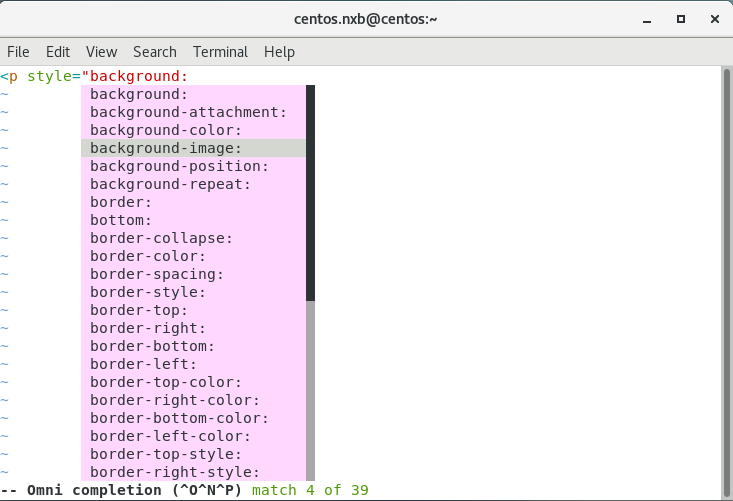 centos.nxb@centos:~
File Edit View Search Terminal Help
<p style="background:
~ background:
~ background-attachment:
~ background-color:
~ background-image:
~ background-position:
~ background-repeat:
~ border:
~ bottom:
~ border-collapse:
~ border-color:
~ border-spacing:
~ border-style:
~ border-top:
~ border-right:
~ border-bottom:
~ border-left:
~ border-top-color:
~ border-right-color:
~ border-bottom-color:
~ border-left-color:
~ border-top-style:
~ border-right-style:
-- Omni completion (^O^N^P) match 4 of 39